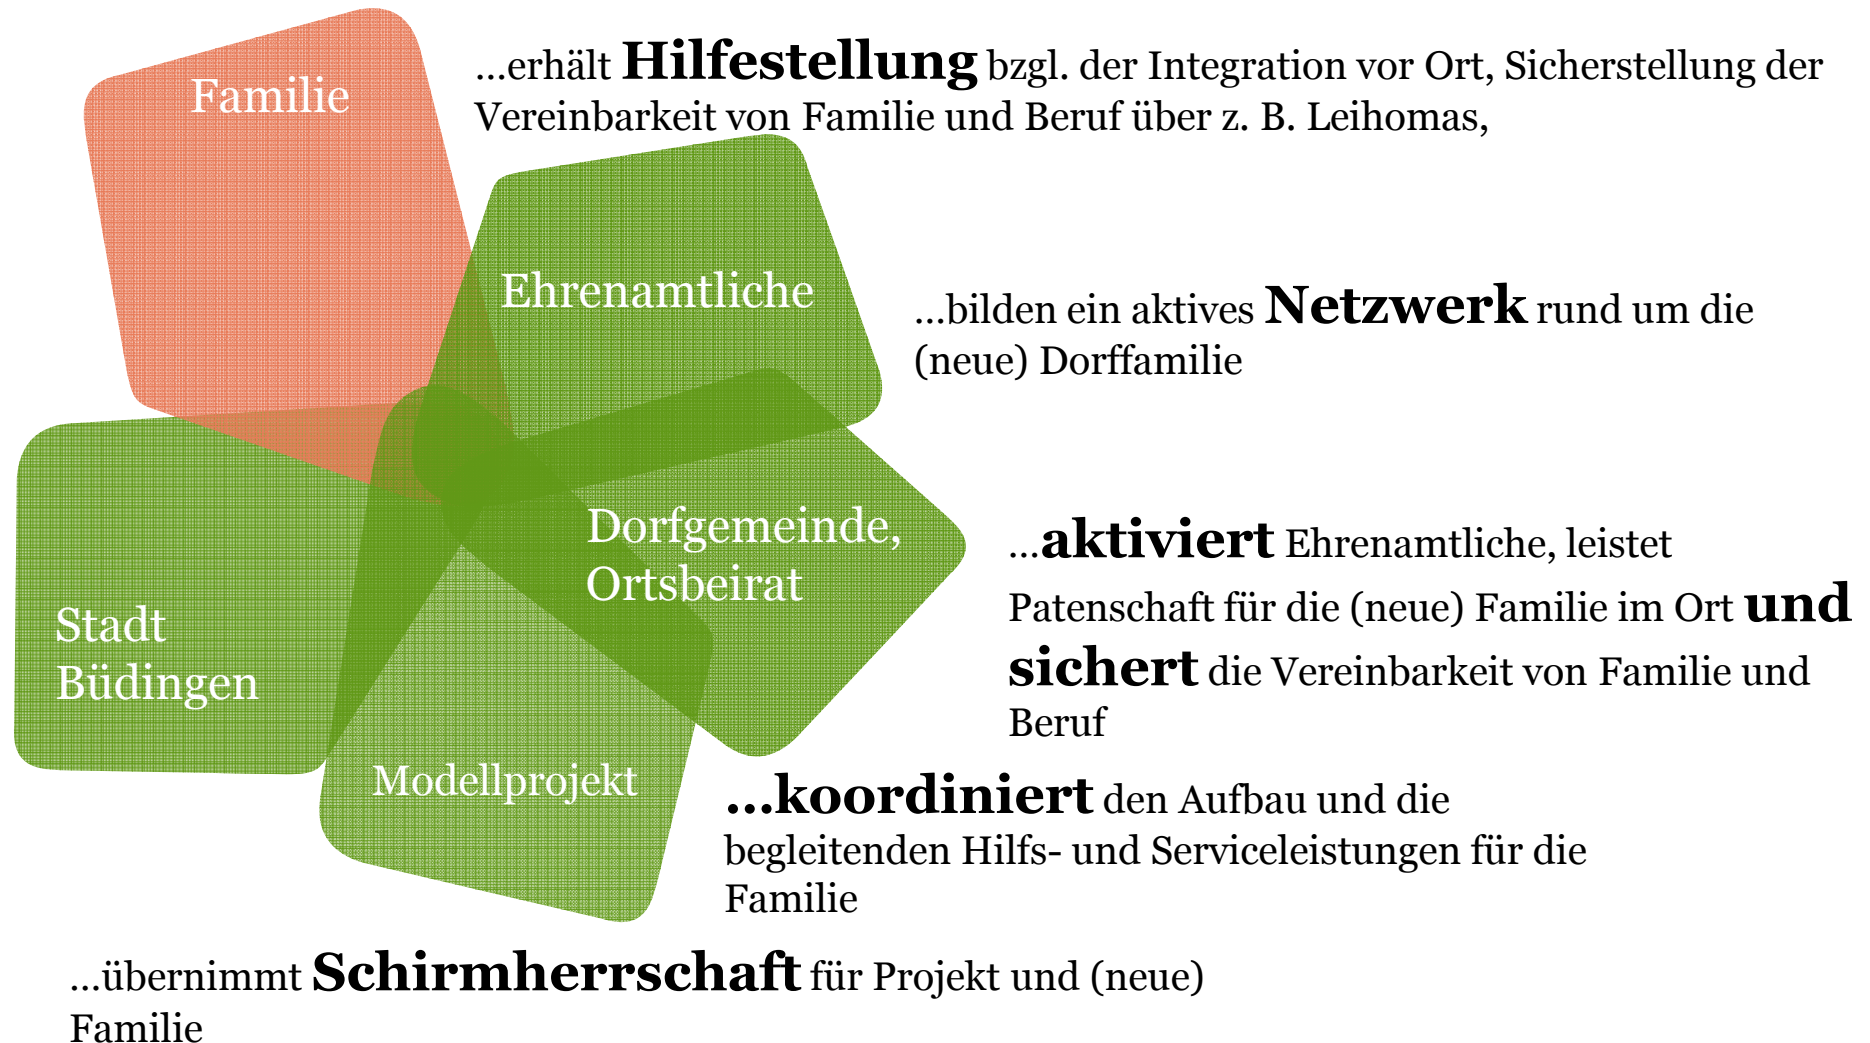 Familie
...erhält Hilfestellung bzgl. der Integration vor Ort, Sicherstellung der
Vereinbarkeit von Familie und Beruf über z. B. Leihomas,
Ehrenamtliche
...bilden ein aktives Netzwerk rund um die
(neue) Dorffamilie
Dorfgemeinde,
Ortsbeirat
...aktiviert Ehrenamtliche, leistet
Patenschaft für die (neue) Familie im Ort und
sichert die Vereinbarkeit von Familie und
Beruf
Modellprojekt
...koordiniert den Aufbau und die
begleitenden Hilfs- und Serviceleistungen für die
Familie
Stadt
Büdingen
...übernimmt Schirmherrschaft für Projekt und (neue)
Familie